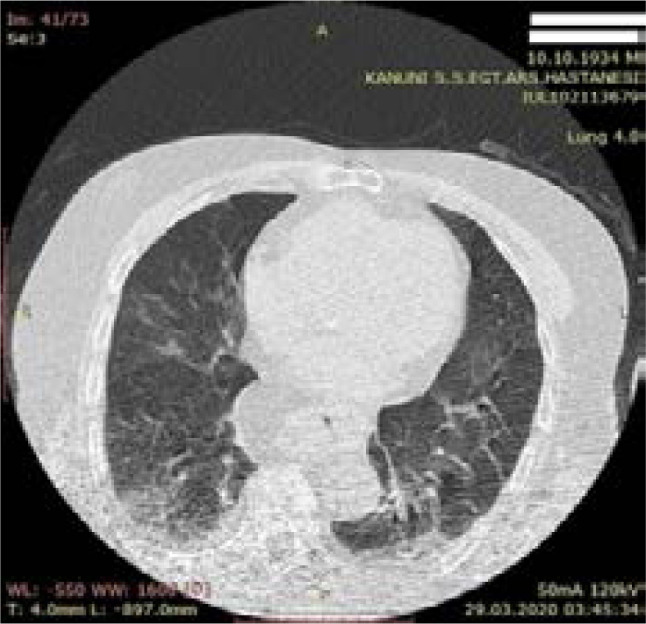 Im: 41/73
Se:3
A
10.10.1934 M
KANUNI S.S.EGT.ARS.HASTANESI
Lung 4.0
R
WL: -550 WW: 1600
T: 4.0mm L: -897.0mm
50mA 120kV
29.03.2020 03:45:34